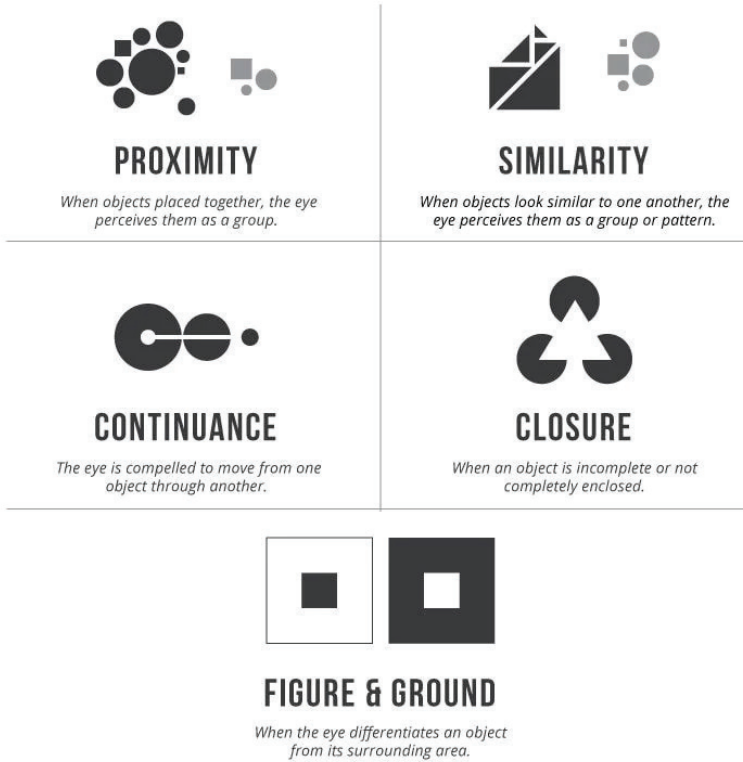 PROXIMITY
When objects placed together, the eye
perceives them as a group.
SIMILARITY
When objects look similar to one another, the
eye perceives them as a group or pattern.
CONTINUANCE
The eye is compelled to move from one
object through another.
CLOSURE
When an object is incomplete or not
completely enclosed.
FIGURE & GROUND
When the eye differentiates an object
from its surrounding area.